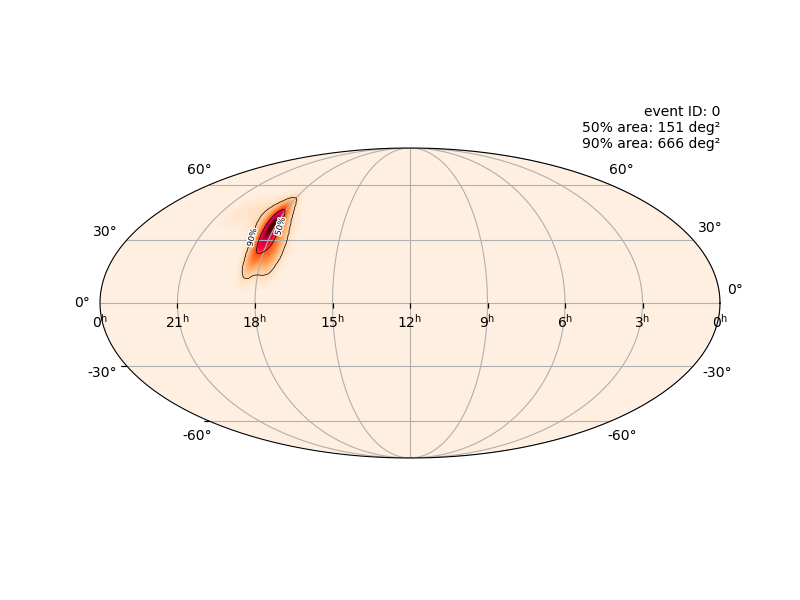 event ID: 0
50% area: 151 deg²
90% area: 666 deg²
60° 60°
30° 30°
90% 50%
0° 0°
0ʰ 21ʰ 18ʰ 15ʰ 12ʰ 9ʰ 6ʰ 3ʰ 0ʰ
-30° -30°
-60° -60°